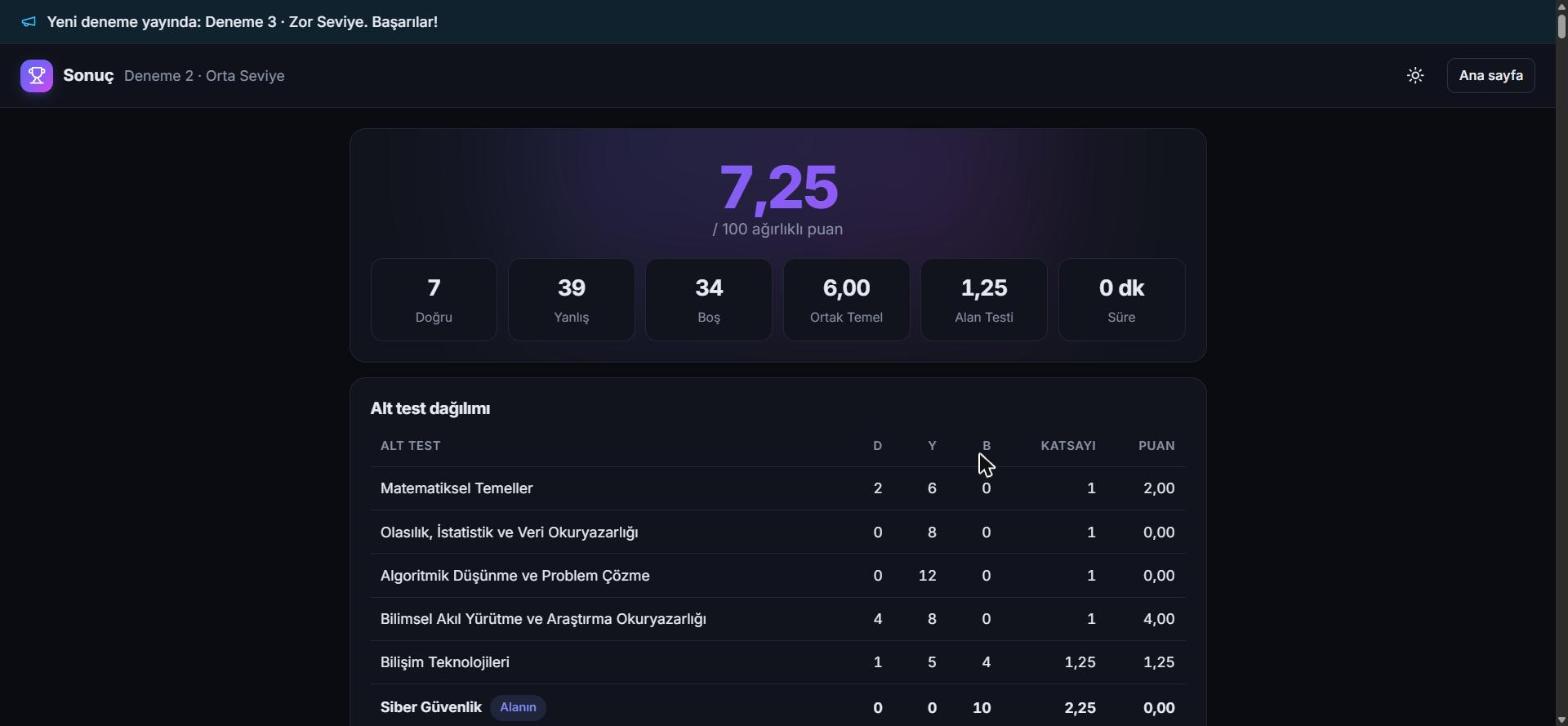 Yeni deneme yayında: Deneme 3 · Zor Seviye. Başarılar!
Sonuç Deneme 2 · Orta Seviye
Ana sayfa
7,25
/ 100 ağırlıklı puan
7 39 34 6,00 1,25 0 dk
Doğru Yanlış Boş Ortak Temel Alan Testi Süre
Alt test dağılımı
ALT TEST D Y B KATSAYI PUAN
Matematiksel Temeller 2 6 0 1 2,00
Olasılık, İstatistik ve Veri Okuryazarlığı 0 8 0 1 0,00
Algoritmik Düşünme ve Problem Çözme 0 12 0 1 0,00
Bilimsel Akıl Yürütme ve Araştırma Okuryazarlığı 4 8 0 1 4,00
Bilişim Teknolojileri 1 5 4 1,25 1,25
Siber Güvenlik Alanın 0 0 10 2,25 0,00